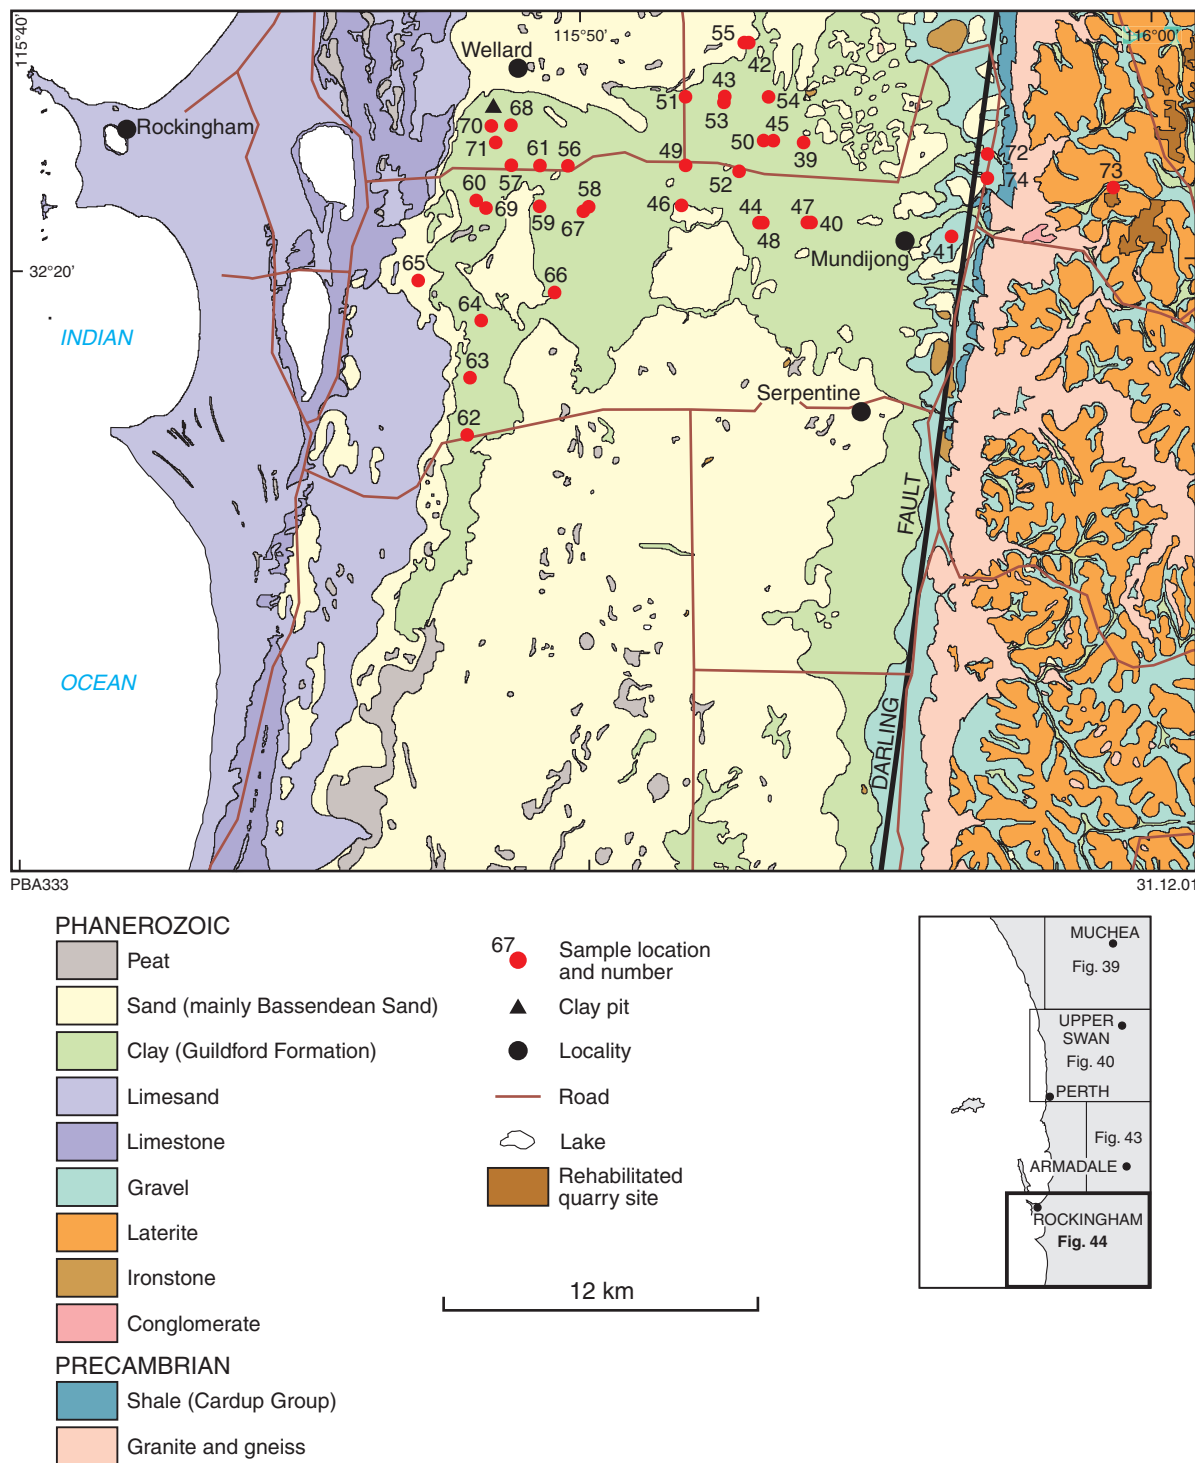 115°40'
115°50'
116°00'
32°20'
Wellard
Rockingham
Mundijong
Serpentine
INDIAN
OCEAN
DARLING
FAULT
55
42
51
43
53
54
70
68
71
50
45
39
49
61
56
57
52
72
74
73
60
69
59
58
67
46
44
48
47
40
41
65
66
64
63
62
PBA333
31.12.01
PHANEROZOIC
Peat
Sand (mainly Bassendean Sand)
Clay (Guildford Formation)
Limesand
Limestone
Gravel
Laterite
Ironstone
Conglomerate
PRECAMBRIAN
Shale (Cardup Group)
Granite and gneiss
67
Sample location
and number
Clay pit
Locality
Road
Lake
Rehabilitated
quarry site
12 km
MUCHEA
Fig. 39
UPPER
SWAN
Fig. 40
PERTH
Fig. 43
ARMADALE
ROCKINGHAM
Fig. 44